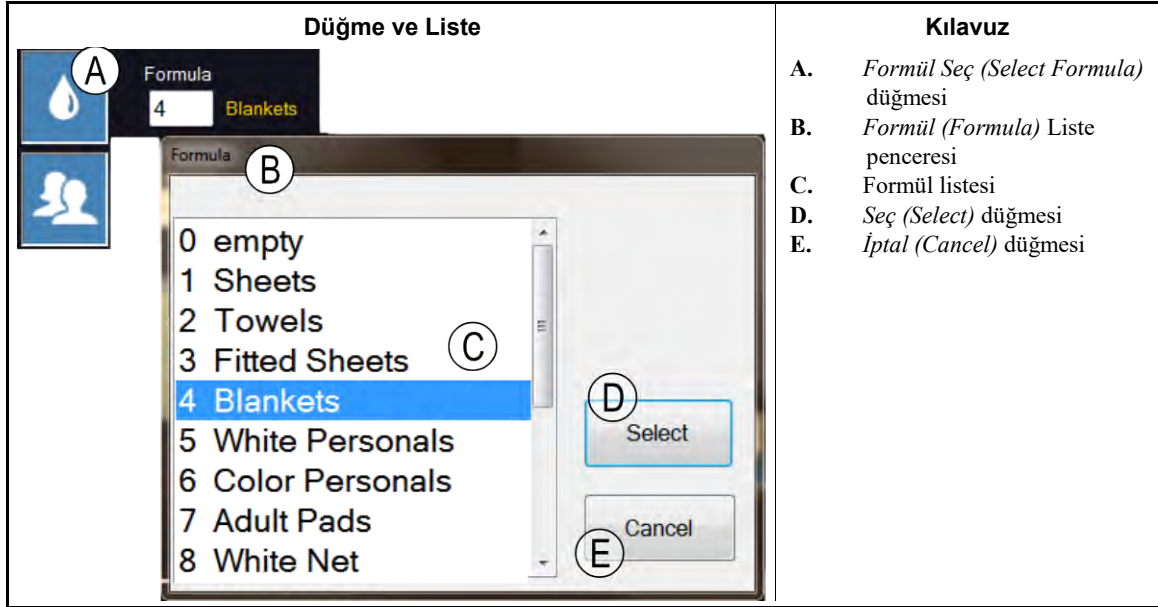 Düğme ve Liste
Kılavuz
A
Formula
4 Blankets
Formula
B
0 empty
1 Sheets
2 Towels
3 Fitted Sheets
C
4 Blankets
5 White Personals
6 Color Personals
7 Adult Pads
8 White Net
D
Select
Cancel
E
A. Formül Seç (Select Formula)
düğmesi
B. Formül (Formula) Liste
penceresi
C. Formül listesi
D. Seç (Select) düğmesi
E. İptal (Cancel) düğmesi